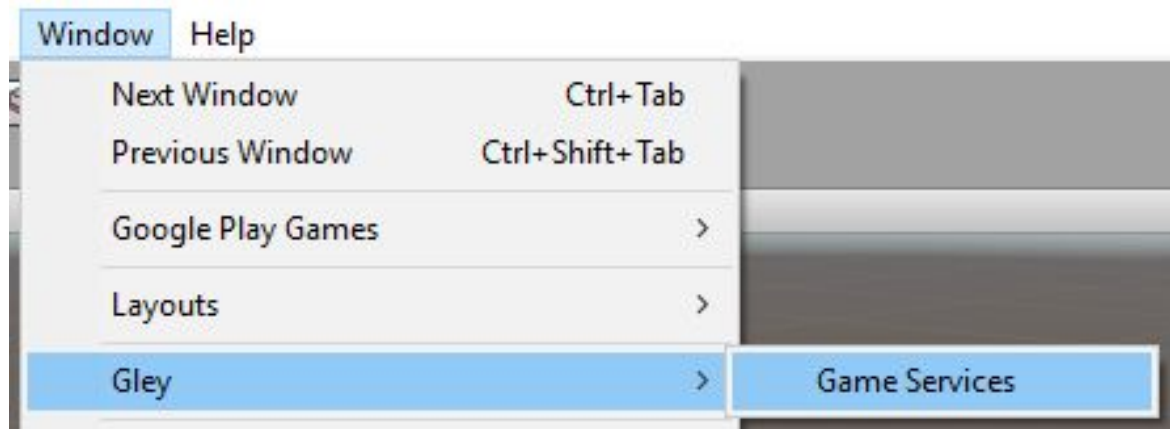 Window Help
Next Window Ctrl+Tab
Previous Window Ctrl+Shift+Tab
Google Play Games >
Layouts >
Gley > Game Services